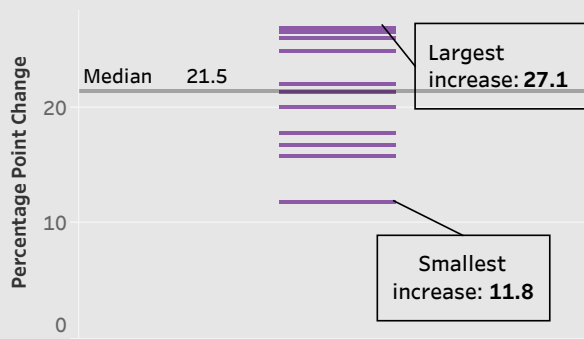 Percentage Point Change
20
10
0
Median 21.5
Largest
increase: 27.1
Smallest
increase: 11.8